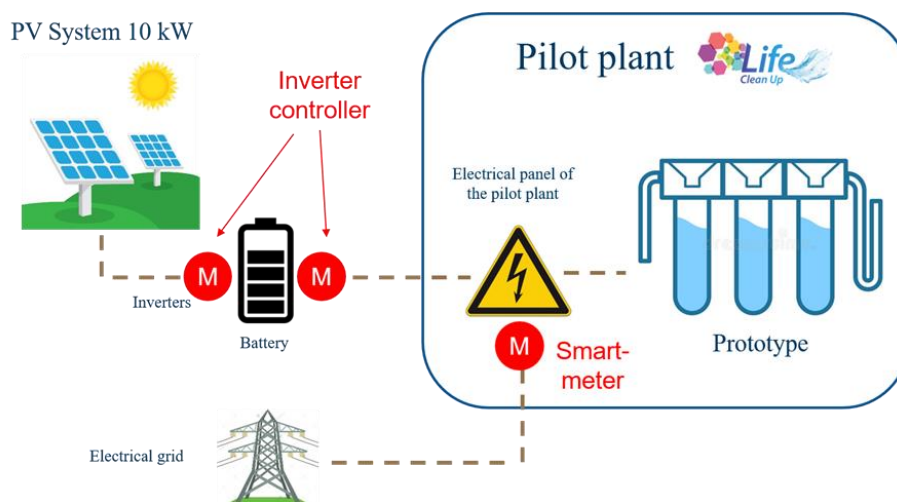 PV System 10 kW
Inverter
controller
Pilot plant
Life
Clean Up
Electrical panel of
the pilot plant
M
M
Inverters
Battery
M
Smart-
meter
Prototype
Electrical grid